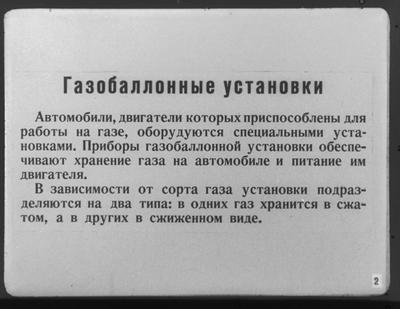 Газобаллонные установки
Автомобили, двигатели которых приспособлены для
работы на газе, оборудуются специальными уста-
новками. Приборы газобаллонной установки обеспе-
чивают хранение газа на автомобиле и питание им
двигателя.
В зависимости от сорта газа установки подраз-
деляются на два типа: в одних газ хранится в сжа-
том, а в других в сжиженном виде.
2